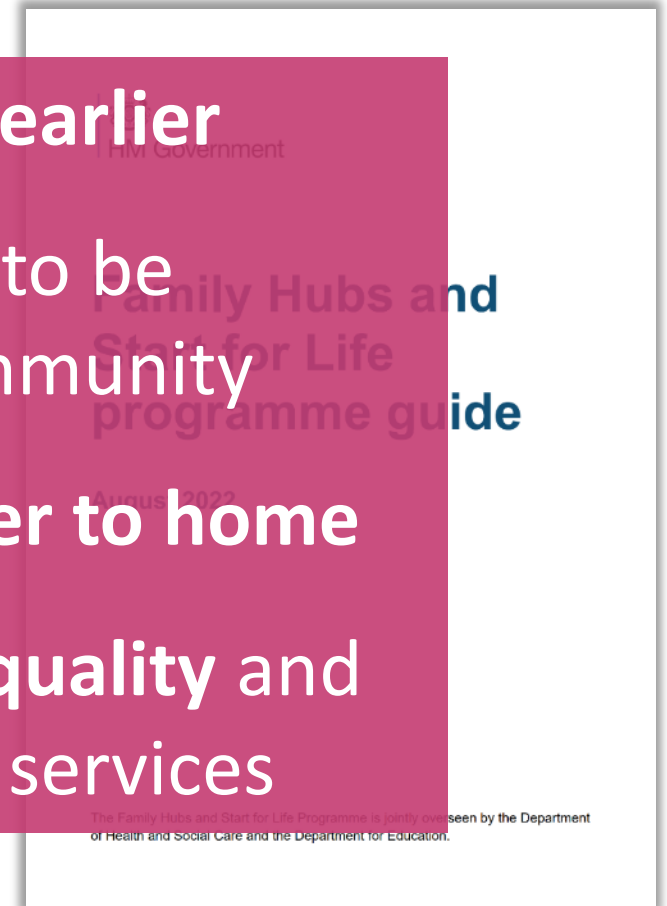 earlier
HM Government
to be
Family Hubs and
Start for Life
mmunity
programme guide
August 2022
er to home
quality and
services
The Family Hubs and Start for Life Programme is jointly overseen by the Department
of Health and Social Care and the Department for Education.